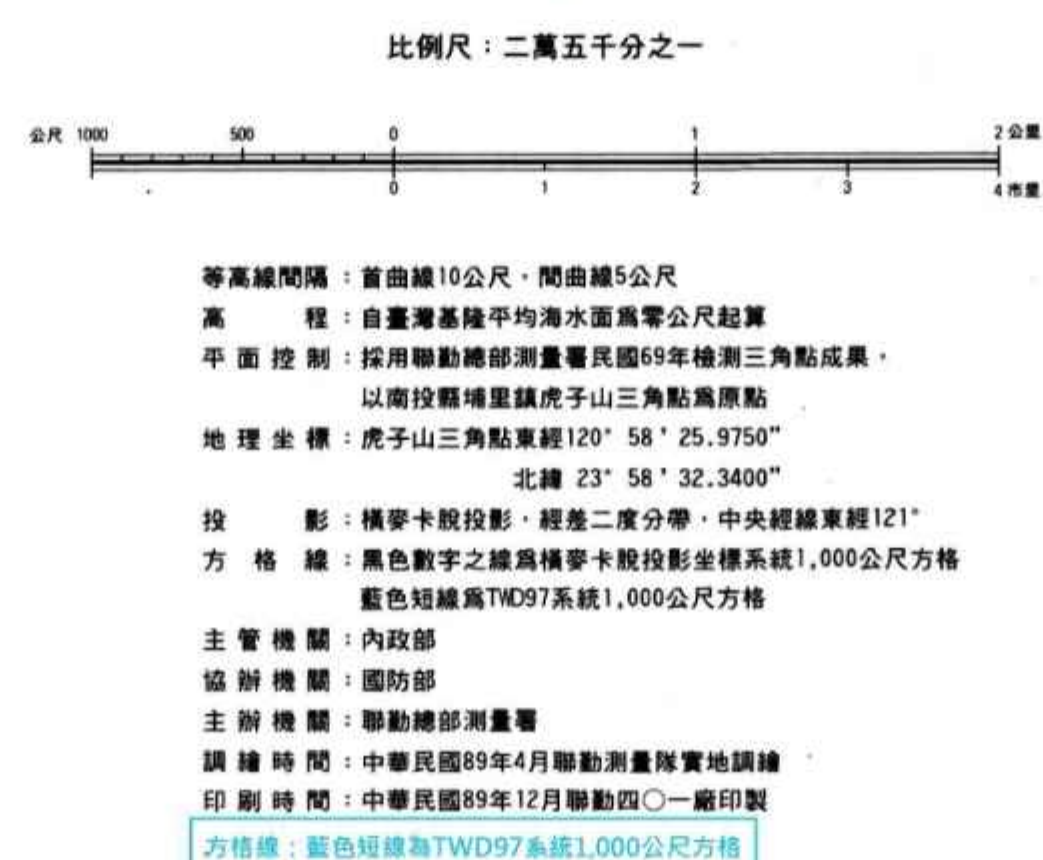 比例尺：二萬五千分之一
公尺 1000 500 0 1 2 公里
0 1 2 3 4 市里
等高線間隔：首曲線10公尺，間曲線5公尺
高程：自臺灣基隆平均海水面爲零公尺起算
平面控制：採用聯勤總部測量署民國69年檢測三角點成果，
以南投縣埔里鎮虎子山三角點爲原點
地理坐標：虎子山三角點東經120° 58' 25.9750"
北緯 23° 58' 32.3400"
投影：橫麥卡脫投影，經差二度分帶，中央經線東經121°
方格線：黑色數字之線爲橫麥卡脫投影坐標系統1,000公尺方格
藍色短線爲TWD97系統1,000公尺方格
主管機關：內政部
協辦機關：國防部
主辦機關：聯勤總部測量署
調繪時間：中華民國89年4月聯勤測量隊實地調繪
印刷時間：中華民國89年12月聯勤四〇一廠印製
方格線：藍色短線為TWD97系統1,000公尺方格